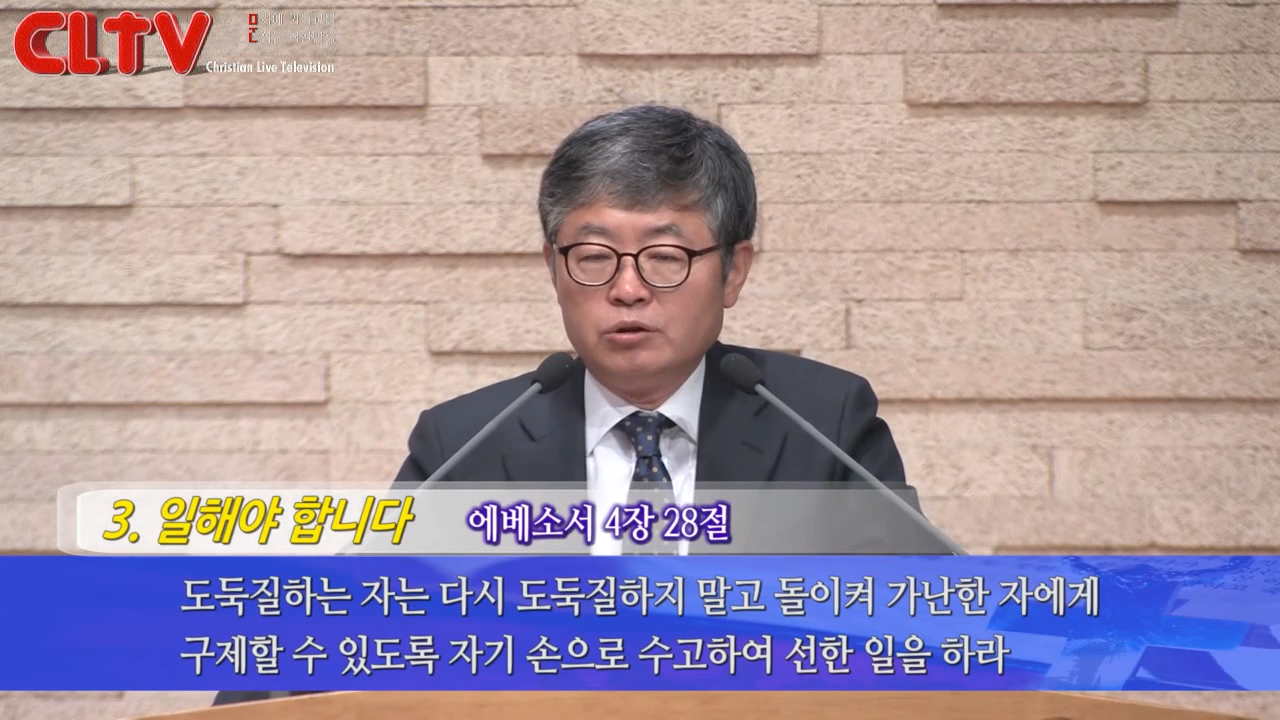 CLTV
Christian Live Television
3. 일해야 합니다
에베소서 4장 28절
도둑질하는 자는 다시 도둑질하지 말고 돌이켜 가난한 자에게
구제할 수 있도록 자기 손으로 수고하여 선한 일을 하라